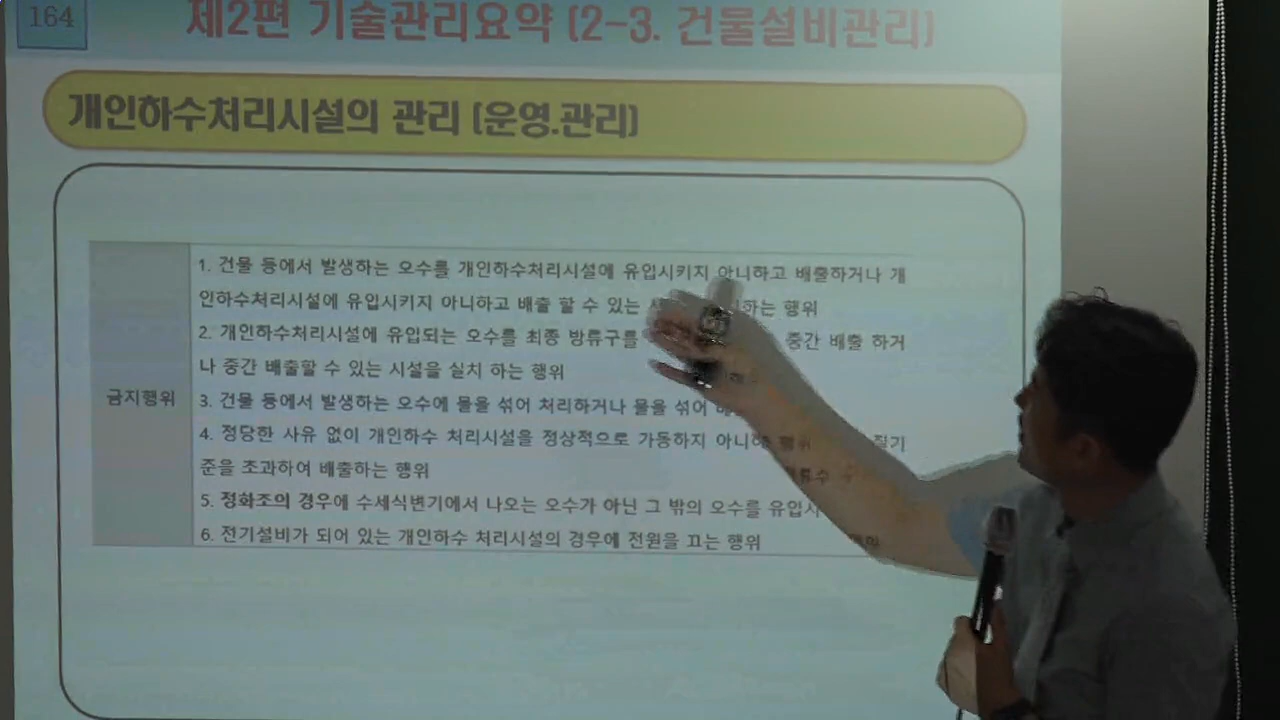 164
제2편 기술관리요약 (2-3. 건물설비관리)
개인하수처리시설의 관리 (운영.관리)
금지행위
1. 건물 등에서 발생하는 오수를 개인하수처리시설에 유입시키지 아니하고 배출하거나 개
인하수처리시설에 유입시키지 아니하고 배출 할 수 있는 하는 행위
2. 개인하수처리시설에 유입되는 오수를 최종 방류구를 중간 배출 하거
나 중간 배출할 수 있는 시설을 설치 하는 행위
3. 건물 등에서 발생하는 오수에 물을 섞어 처리하거나 물을 섞어
4. 정당한 사유 없이 개인하수 처리시설을 정상적으로 가동하지 아니하
준을 초과하여 배출하는 행위
5. 정화조의 경우에 수세식변기에서 나오는 오수가 아닌 그 밖의 오수를
6. 전기설비가 되어 있는 개인하수 처리시설의 경우에 전원을 끄는 행위